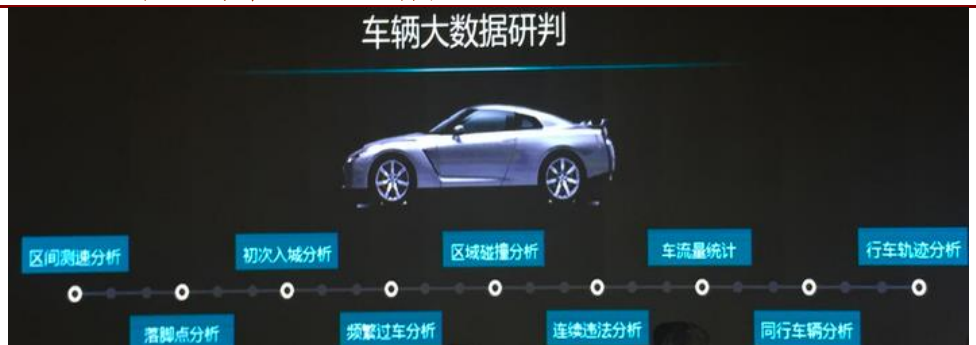 车辆大数据研判
区间测速分析
初次入城分析
区域碰撞分析
车流量统计
行车轨迹分析
落脚点分析
频繁过车分析
连续违法分析
同行车辆分析